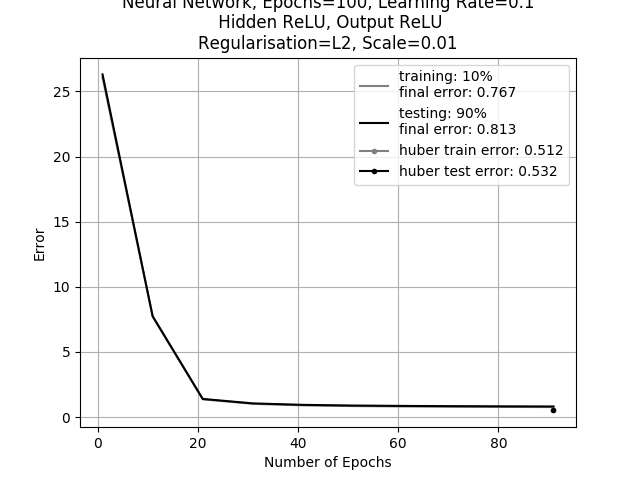 Neural Network, Epochs=100, Learning Rate=0.1
Hidden ReLU, Output ReLU
Regularisation=L2, Scale=0.01
training: 10%
final error: 0.767
testing: 90%
final error: 0.813
huber train error: 0.512
huber test error: 0.532
25
20
15
10
5
0
Error
0 20 40 60 80
Number of Epochs